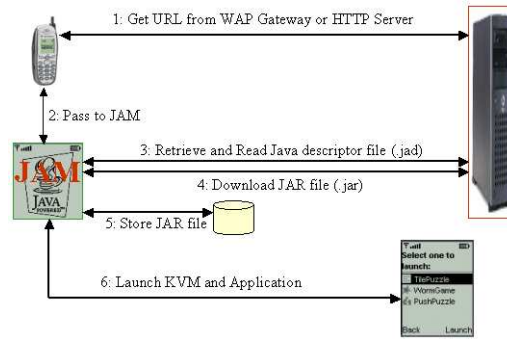 1: Get URL from WAP Gateway or HTTP Server
2: Pass to JAM
3: Retrieve and Read Java descriptor file (.jad)
JAM
4: Download JAR file (.jar)
JAVA
POWERED
5: Store JAR file
Select one to
launch:
TilePuzzle
6: Launch KVM and Application
WormGame
PushPuzzle
Back Launch